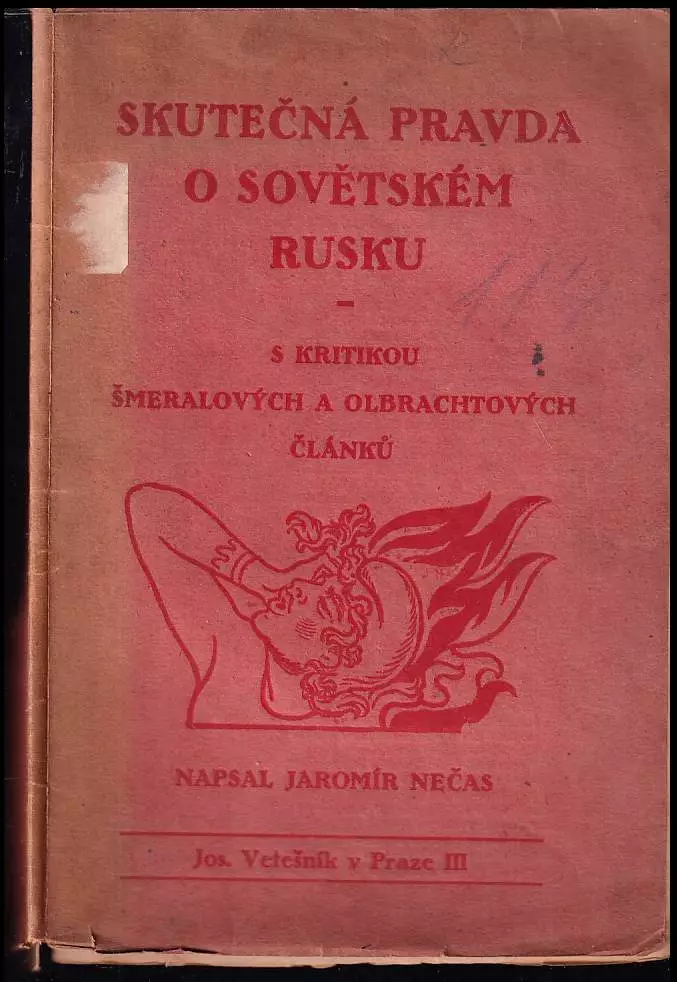 SKUTEČNÁ PRAVDA
O SOVĚTSKÉM
RUSKU
–
S KRITIKOU
ŠMERALOVÝCH A OLBRACHTOVÝCH
ČLÁNKŮ
NAPSAL JAROMÍR NEČAS
Jos. Vetešník v Praze III